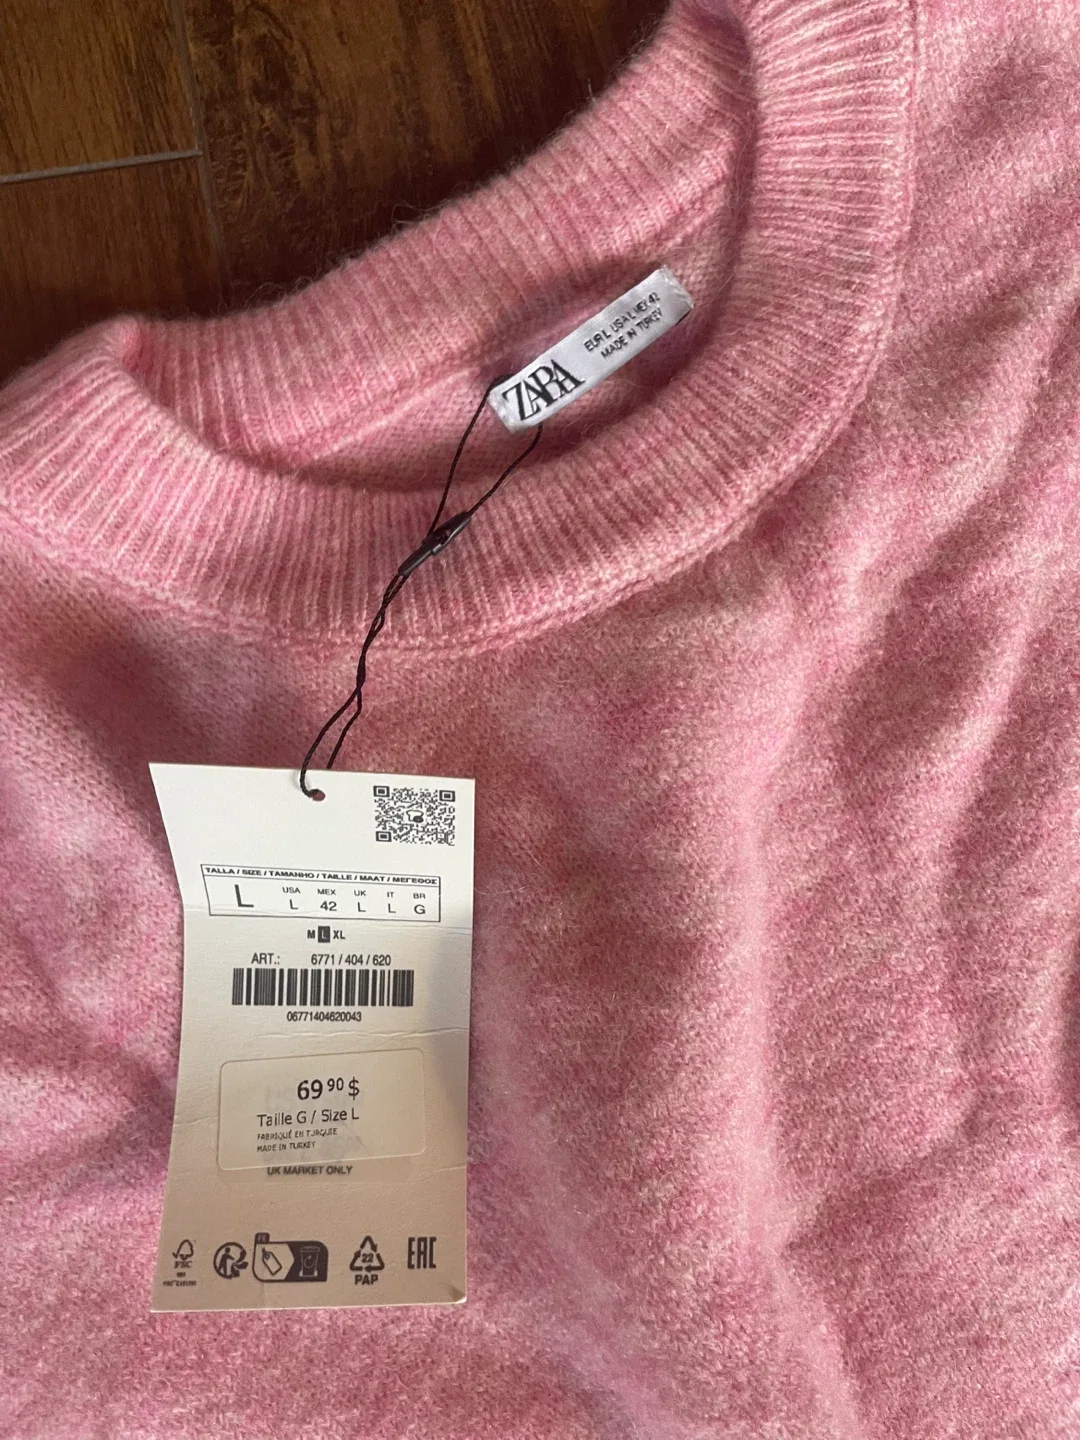 ZARA
EUR L USA L MEX 42
MADE IN TURKEY
TALLA / SIZE / TAMANHO / TAILLE / MAAT / ΜΕΓΕΘΟΣ
L
USA MEX UK IT BR
L 42 L L G
M L XL
ART.: 6771 / 404 / 620
06771404620043
69 90 $
Taille G / Size L
FABRIQUÉ EN TURQUIE
MADE IN TURKEY
UK MARKET ONLY
FSC
FR
22
PAP
EAC